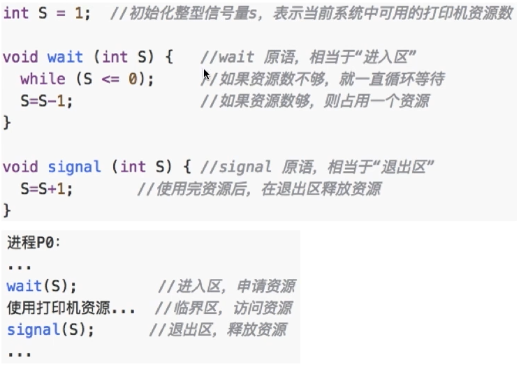 int S = 1;  //初始化整型信号量s，表示当前系统中可用的打印机资源数
void wait (int S) {   //wait 原语，相当于“进入区”
while (S <= 0);   //如果资源数不够，就一直循环等待
S=S-1;   //如果资源数够，则占用一个资源
}
void signal (int S) { //signal 原语，相当于“退出区”
S=S+1;   //使用完资源后，在退出区释放资源
}
进程P0:
...
wait(S);   //进入区，申请资源
使用打印机资源...  //临界区，访问资源
signal(S);   //退出区，释放资源
...